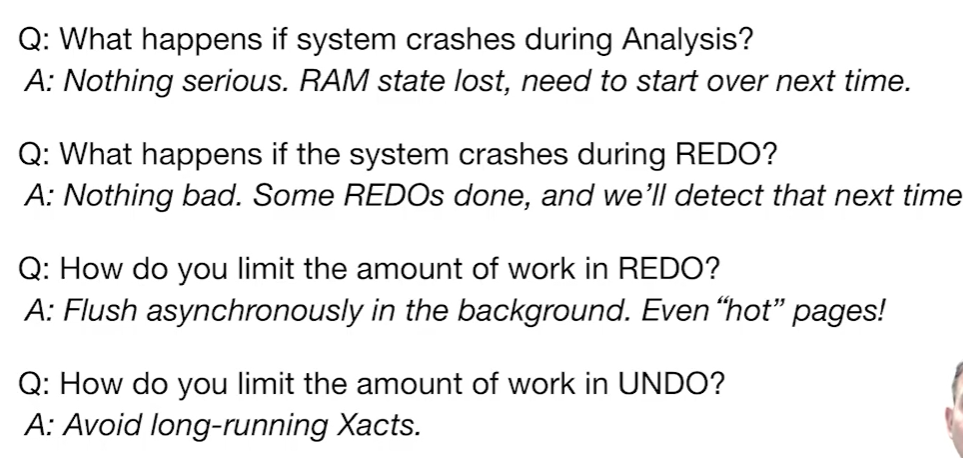 Q: What happens if system crashes during Analysis?
A: Nothing serious. RAM state lost, need to start over next time.
Q: What happens if the system crashes during REDO?
A: Nothing bad. Some REDOs done, and we’ll detect that next time
Q: How do you limit the amount of work in REDO?
A: Flush asynchronously in the background. Even “hot” pages!
Q: How do you limit the amount of work in UNDO?
A: Avoid long-running Xacts.